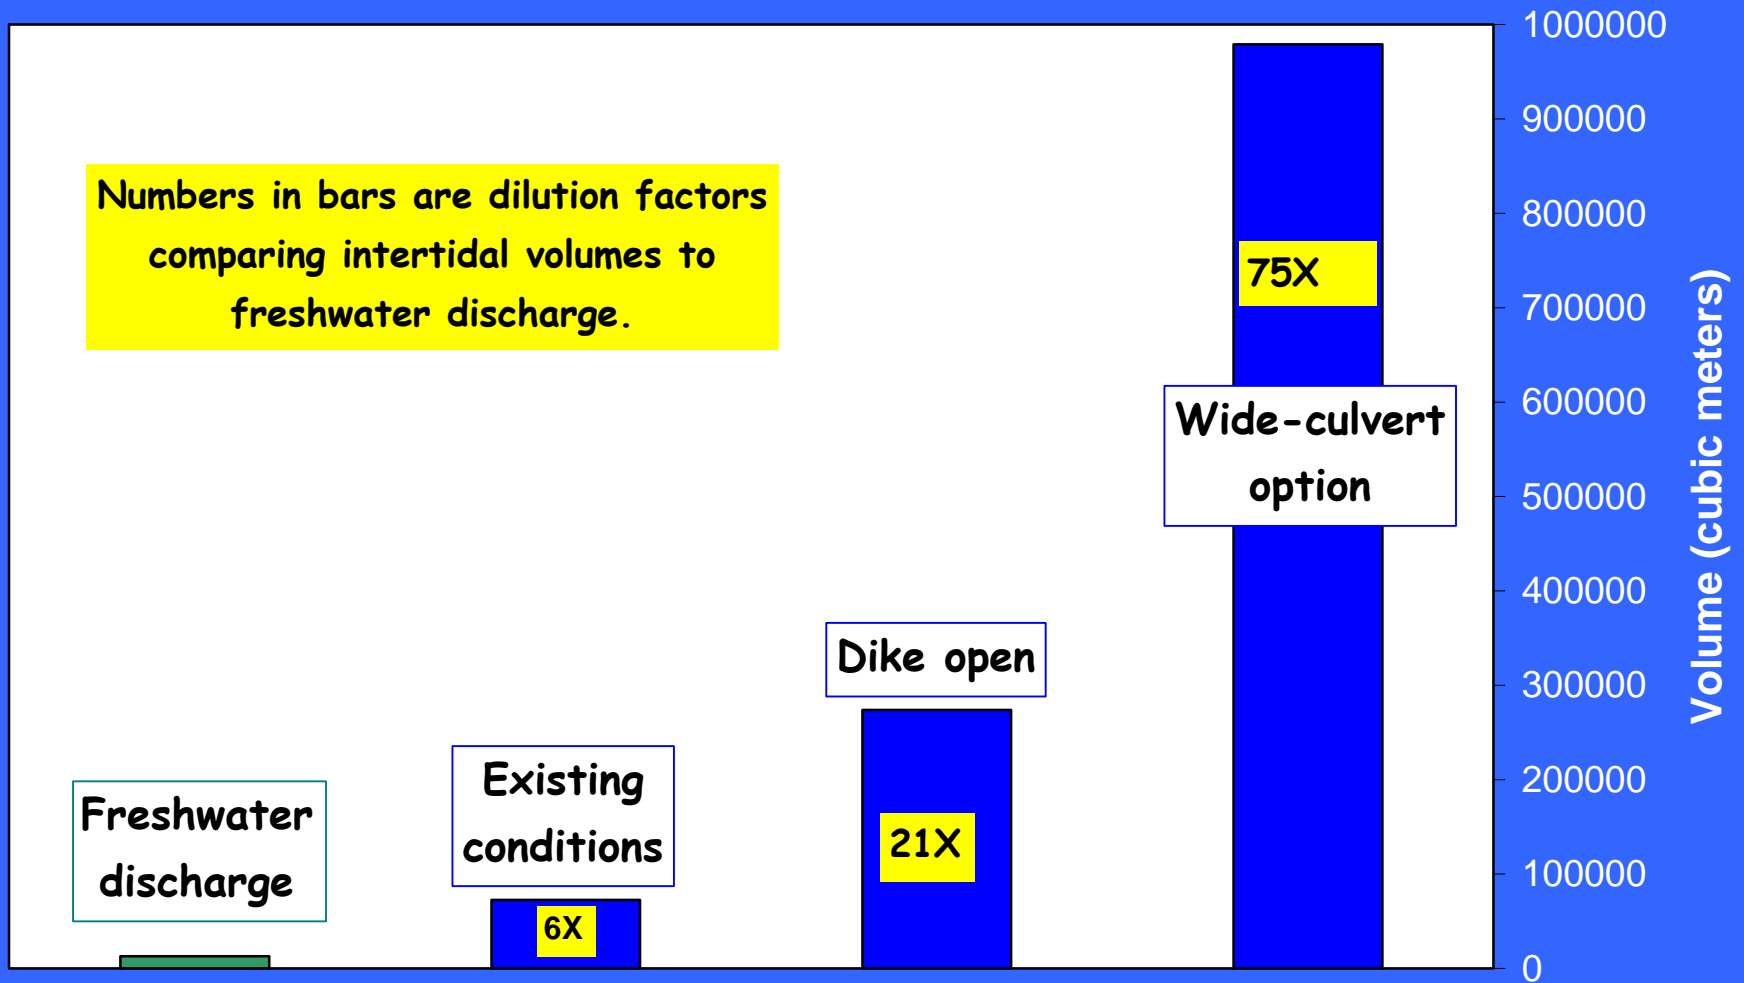 Numbers in bars are dilution factors
comparing intertidal volumes to
freshwater discharge.
Freshwater
discharge
Existing
conditions
6X
Dike open
21X
75X
Wide-culvert
option
1000000
900000
800000
700000
600000
500000
400000
300000
200000
100000
0
Volume (cubic meters)